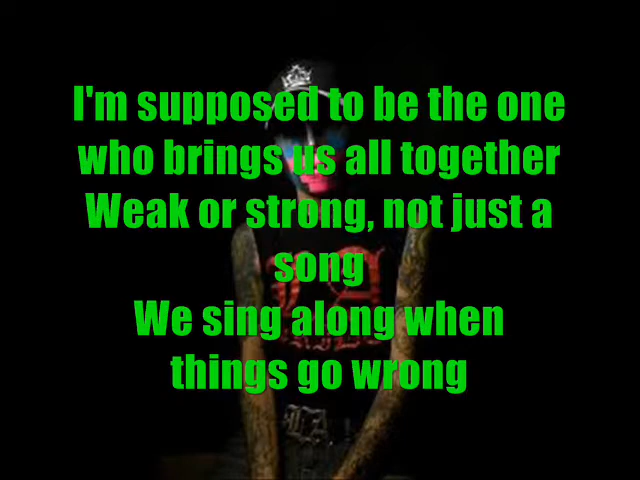 I'm supposed to be the one
who brings us all together
Weak or strong, not just a
song
We sing along when
things go wrong
LA